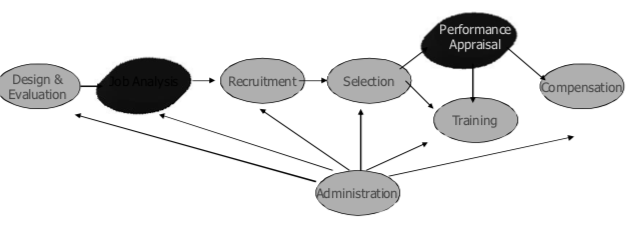 Performance
Appraisal
Design &
Evaluation
Job Analysis
Recruitment
Selection
Compensation
Training
Administration